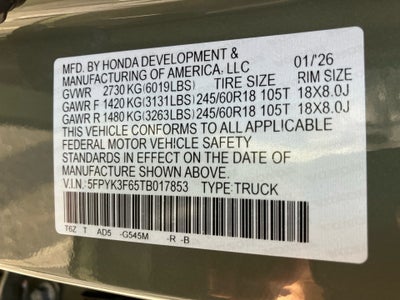 MFD. BY HONDA DEVELOPMENT & 01/26
MANUFACTURING OF AMERICA, LLC
GVWR 2730 KG (6019LBS) TIRE SIZE RIM SIZE
GAWR F 1420 KG (3131LBS) 245/60R18 105T 18X8.0J
GAWR R 1480 KG (3263LBS) 245/60R18 105T 18X8.0J
THIS VEHICLE CONFORMS TO ALL APPLICABLE
FEDERAL MOTOR VEHICLE SAFETY
STANDARDS IN EFFECT ON THE DATE OF
MANUFACTURE SHOWN ABOVE.
V.I.N.: 5FPYK3F65TB017853 TYPE: TRUCK
T6Z T AD5 -G545M -R -B